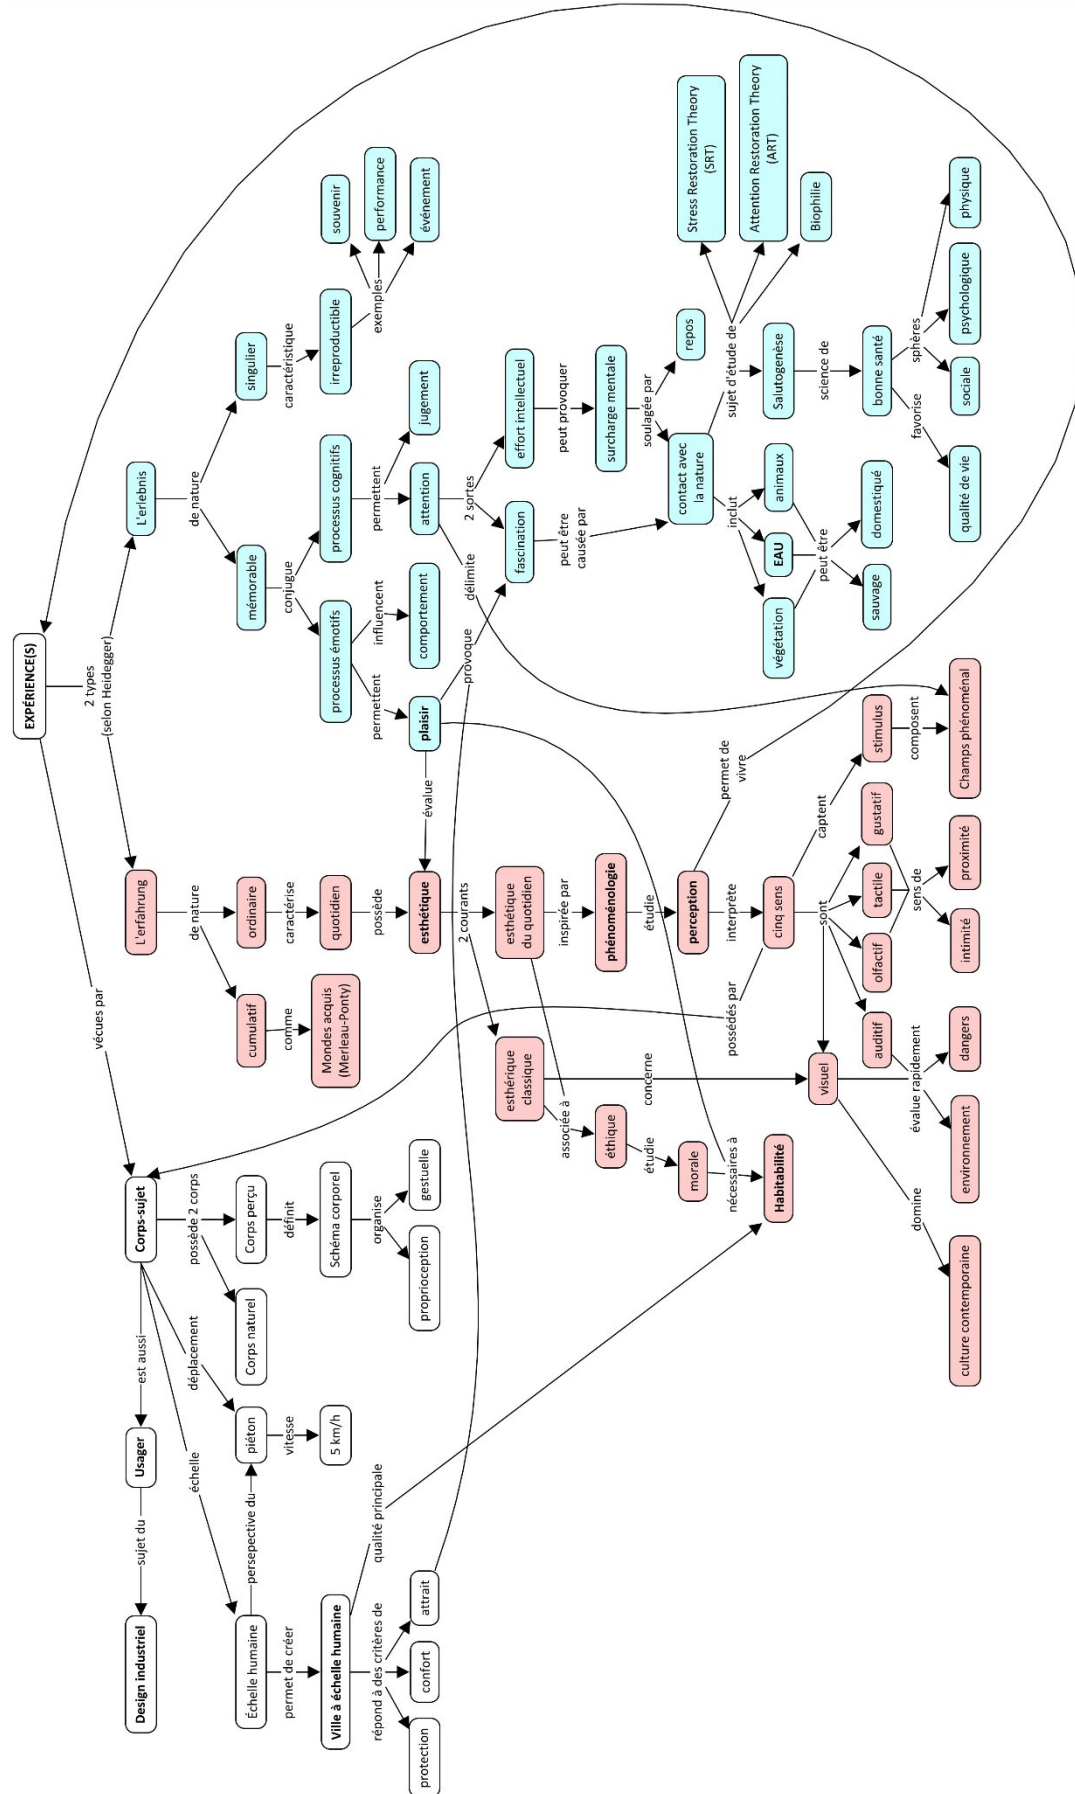 EXPÉRIENCE(S)
vécues par
2 types
(selon Heidegger)
Design industriel
sujet du
Usager
est aussi
Corps-sujet
L'erfahrung
L'erlebnis
échelle
déplacement
possède 2 corps
de nature
de nature
Échelle humaine
persepective du
piéton
Corps naturel
Corps perçu
cumulatif
ordinaire
mémorable
singulier
permet de créer
vitesse
définit
comme
caractérise
conjugue
caractéristique
Ville à échelle humaine
5 km/h
Schéma corporel
Mondes acquis
(Merleau-Ponty)
quotidien
processus émotifs
processus cognitifs
irreproductible
souvenir
répond à des critères de
qualité principale
organise
possède
permettent
influencent
permettent
exemples
performance
protection
confort
attrait
proprioception
gestuelle
esthétique
évalue
plaisir
comportement
attention
jugement
événement
2 courants
provoque
délimite
2 sortes
esthérique
classique
esthétique
du quotidien
fascination
effort intellectuel
associée à
concerne
inspirée par
peut être
causée par
peut provoquer
éthique
phénoménologie
surcharge mentale
étudie
étudie
soulagée par
morale
perception
contact avec
la nature
repos
Stress Restoration Theory
(SRT)
nécessaires à
possédés par
interprète
permet de
vivre
inclut
sujet d'étude de
Habitabilité
cinq sens
végétation
EAU
animaux
Salutogenèse
Attention Restoration Theory
(ART)
sont
captent
peut être
science de
Biophilie
visuel
auditif
olfactif
tactile
gustatif
stimulus
sauvage
domestiqué
bonne santé
domine
évalue rapidement
sens de
composent
favorise
sphères
culture contemporaine
environnement
dangers
intimité
proximité
Champs phénoménal
qualité de vie
sociale
psychologique
physique